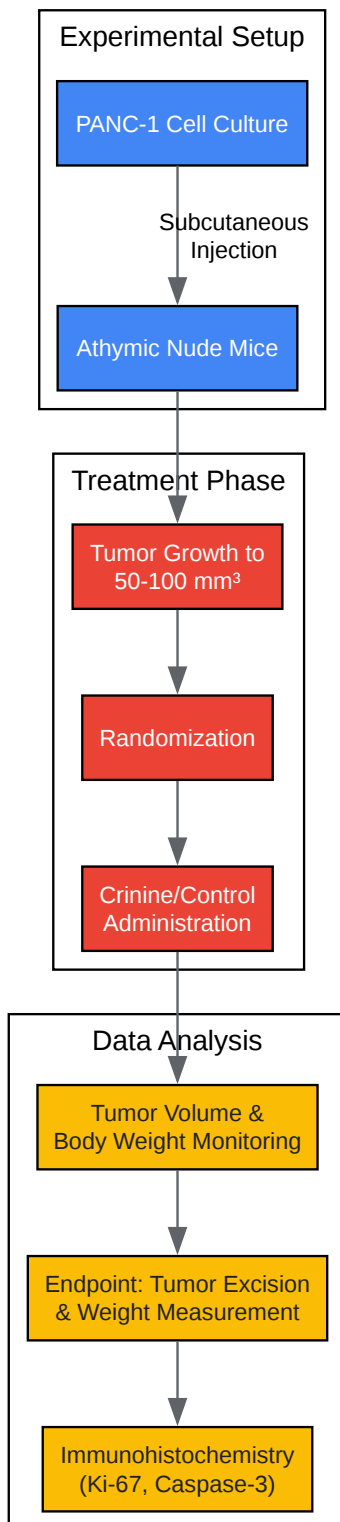 Experimental Setup
PANC-1 Cell Culture
Subcutaneous
Injection
Athymic Nude Mice
Treatment Phase
Tumor Growth to
50-100 mm³
Randomization
Crinine/Control
Administration
Data Analysis
Tumor Volume &
Body Weight Monitoring
Endpoint: Tumor Excision
& Weight Measurement
Immunohistochemistry
(Ki-67, Caspase-3)